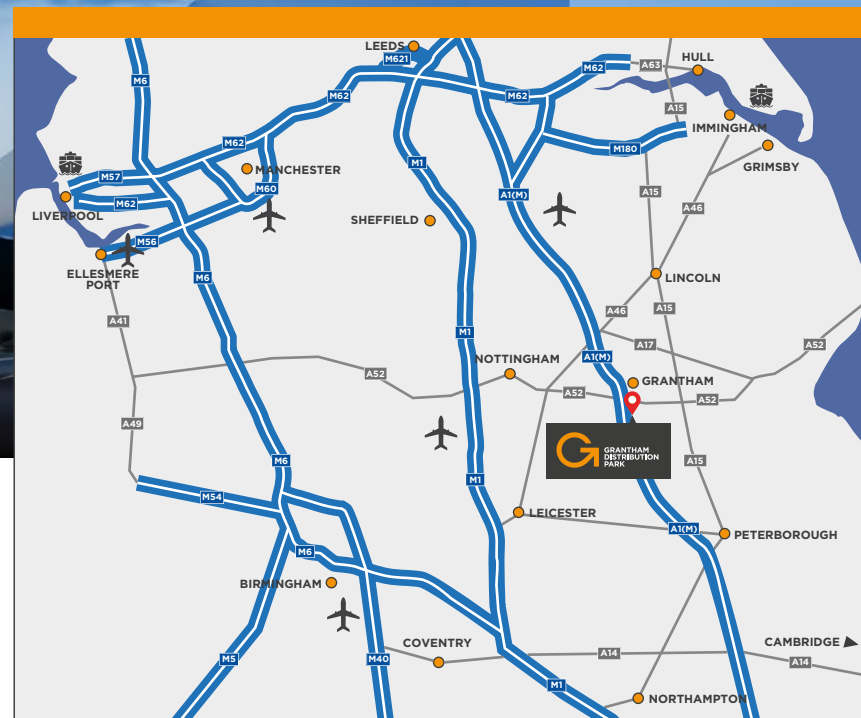 LEEDS
M621
HULL
A63
M62
M6
M62
M62
A15
IMMINGHAM
M62
M1
M180
GRIMSBY
MANCHESTER
M57
M60
A1(M)
A15
M62
LIVERPOOL
A46
SHEFFIELD
M56
ELLESMERE
PORT
M6
LINCOLN
A46
A15
A41
M1
A17
A52
A1(M)
NOTTINGHAM
A52
GRANTHAM
A52
A52
A49
GRANTHAM
DISTRIBUTION
PARK
M6
A15
M1
M54
LEICESTER
A1(M)
PETERBOROUGH
M6
BIRMINGHAM
COVENTRY
CAMBRIDGE
M5
M40
A14
A14
M1
NORTHAMPTON